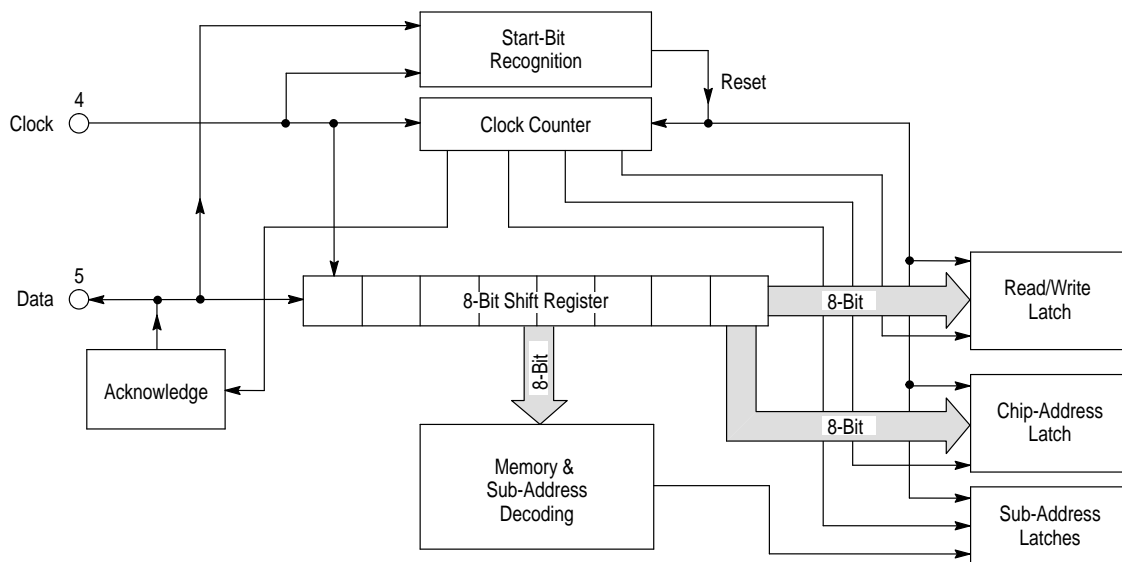 Start-Bit
Recognition
Reset
4
Clock
Clock Counter
5
Data
8-Bit Shift Register
8-Bit
Read/Write
Latch
Acknowledge
8-Bit
8-Bit
Chip-Address
Latch
Memory &
Sub-Address
Decoding
Sub-Address
Latches